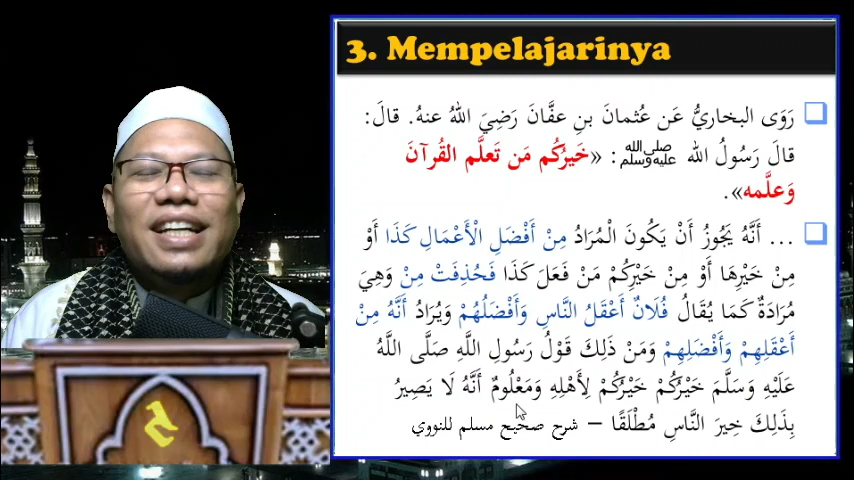 3. Mempelajarinya
رَوَى البخاريُّ عَن عُثمانَ بنِ عفَّانَ رَضِيَ اللهُ عنهُ. قالَ:
قالَ رَسُولُ الله ﷺ: «خَيرُكُم مَن تَعلَّم القُرآنَ
وَعلَّمه».
... أَنَّهُ يَجُوزُ أَنْ يَكُونَ الْمُرَادُ مِنْ أَفْضَلِ الْأَعْمَالِ كَذَا أَوْ
مِنْ خَيْرِهَا أَوْ مِنْ خَيْرِكُمْ مَنْ فَعَلَ كَذَا فَحُذِفَتْ مِنْ وَهِيَ
مُرَادَةٌ كَمَا يُقَالُ فُلَانٌ أَعْقَلُ النَّاسِ وَأَفْضَلُهُمْ وَيُرَادُ أَنَّهُ مِنْ
أَعْقَلِهِمْ وَأَفْضَلِهِمْ وَمَنْ ذَلِكَ قَوْلُ رَسُولِ اللَّهِ صَلَّى اللَّهُ
عَلَيْهِ وَسَلَّمَ خَيْرُكُمْ خَيْرُكُمْ لِأَهْلِهِ وَمَعْلُومٌ أَنَّهُ لَا يَصِيرُ
بِذَلِكَ خِيرَ النَّاسِ مُطْلَقًا – شرح صحيح مسلم للنووي